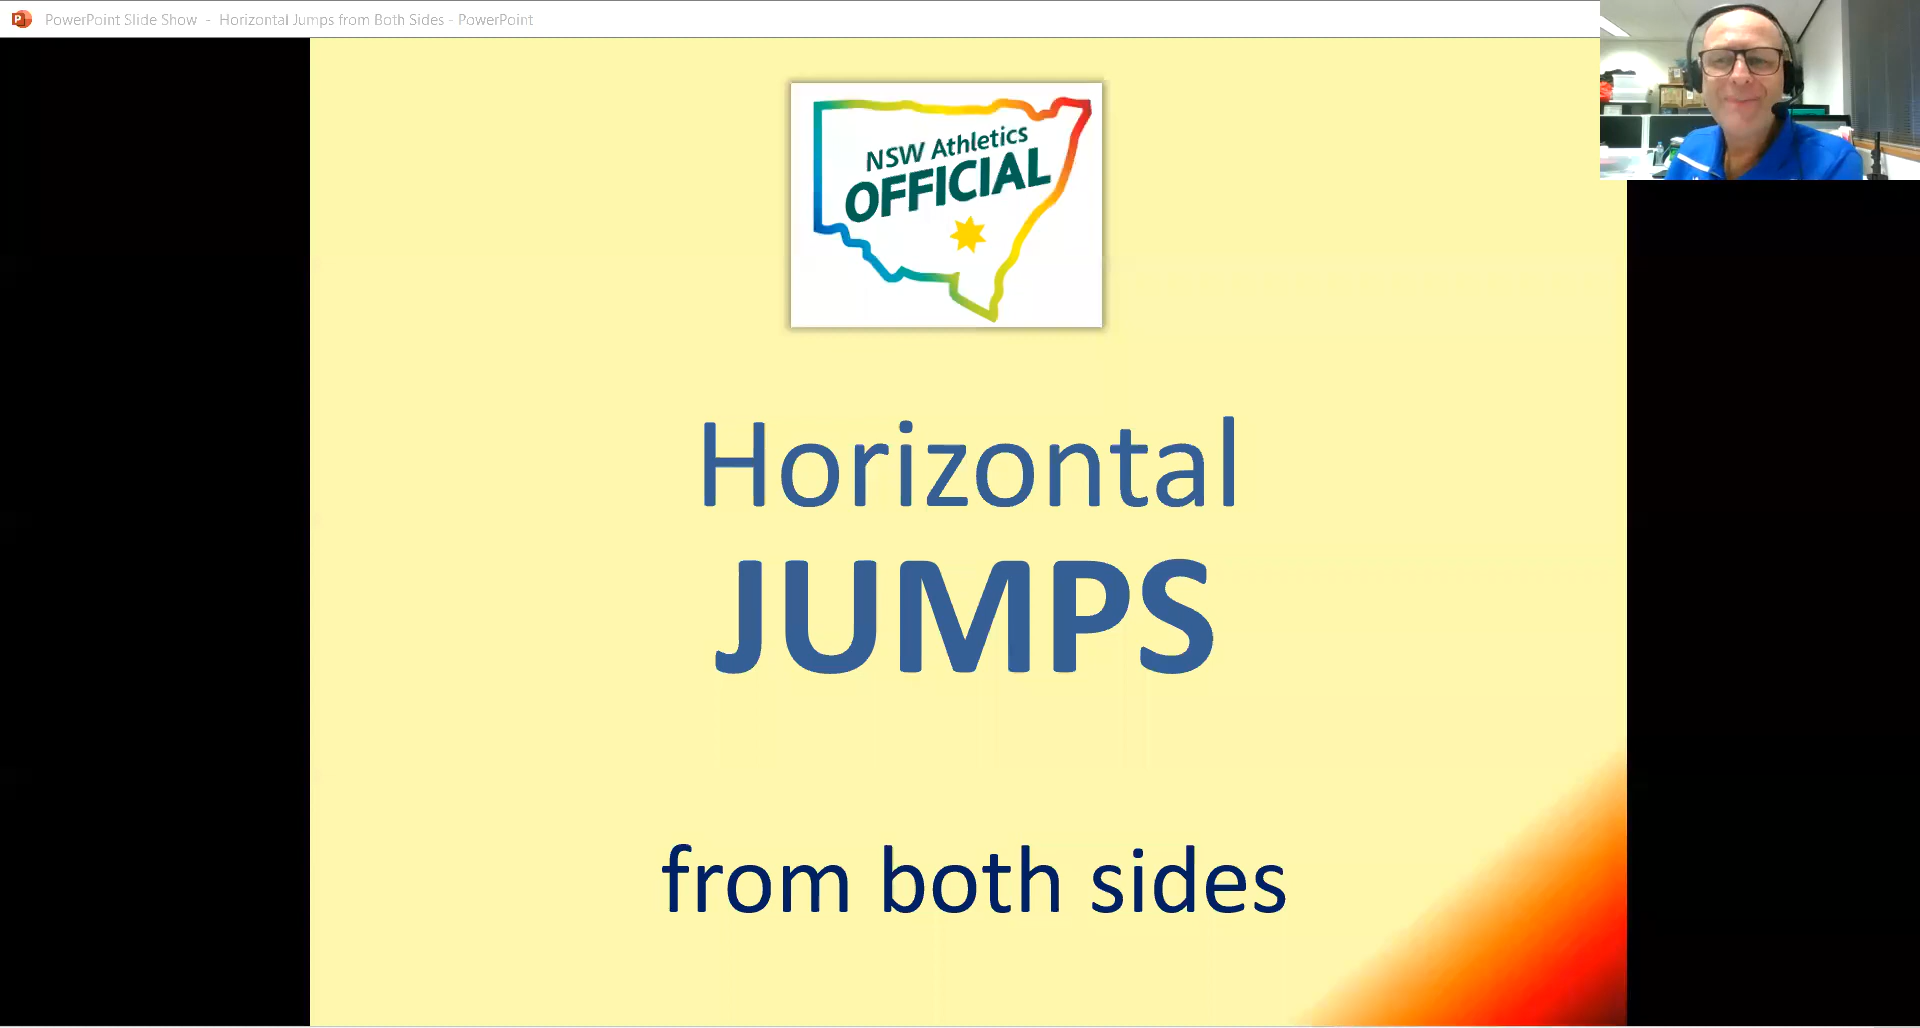 PowerPoint Slide Show - Horizontal Jumps from Both Sides - PowerPoint
NSW Athletics
OFFICIAL
Horizontal
JUMPS
from both sides